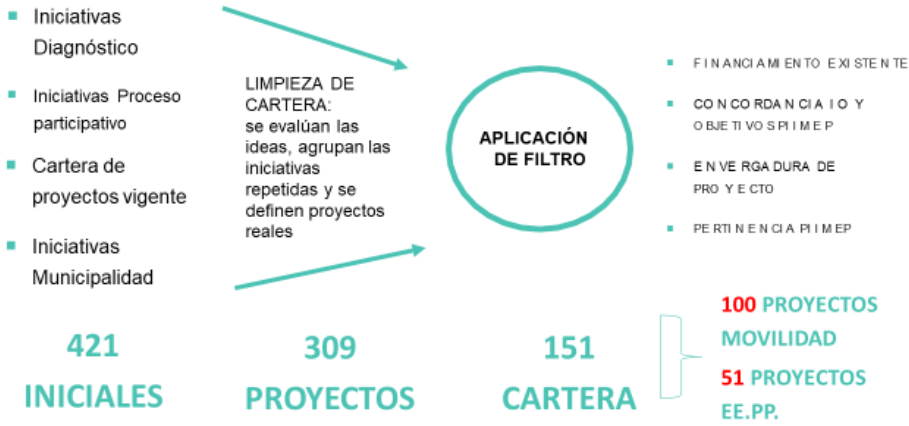 Iniciativas
Diagnóstico
Iniciativas Proceso
participativo
Cartera de
proyectos vigente
Iniciativas
Municipalidad
LIMPIEZA DE
CARTERA:
se evalúan las
ideas, agrupan las
iniciativas
repetidas y se
definen proyectos
reales
APLICACIÓN
DE FILTRO
FINANCIAMIENTO EXISTENTE
CONCORDANCIA IO Y
OBJETIVOS PIIMEP
ENVERGADURA DE
PROYECTO
PERTINENCIA PIIMEP
421
INICIALES
309
PROYECTOS
151
CARTERA
100 PROYECTOS
MOVILIDAD
51 PROYECTOS
EE.PP.